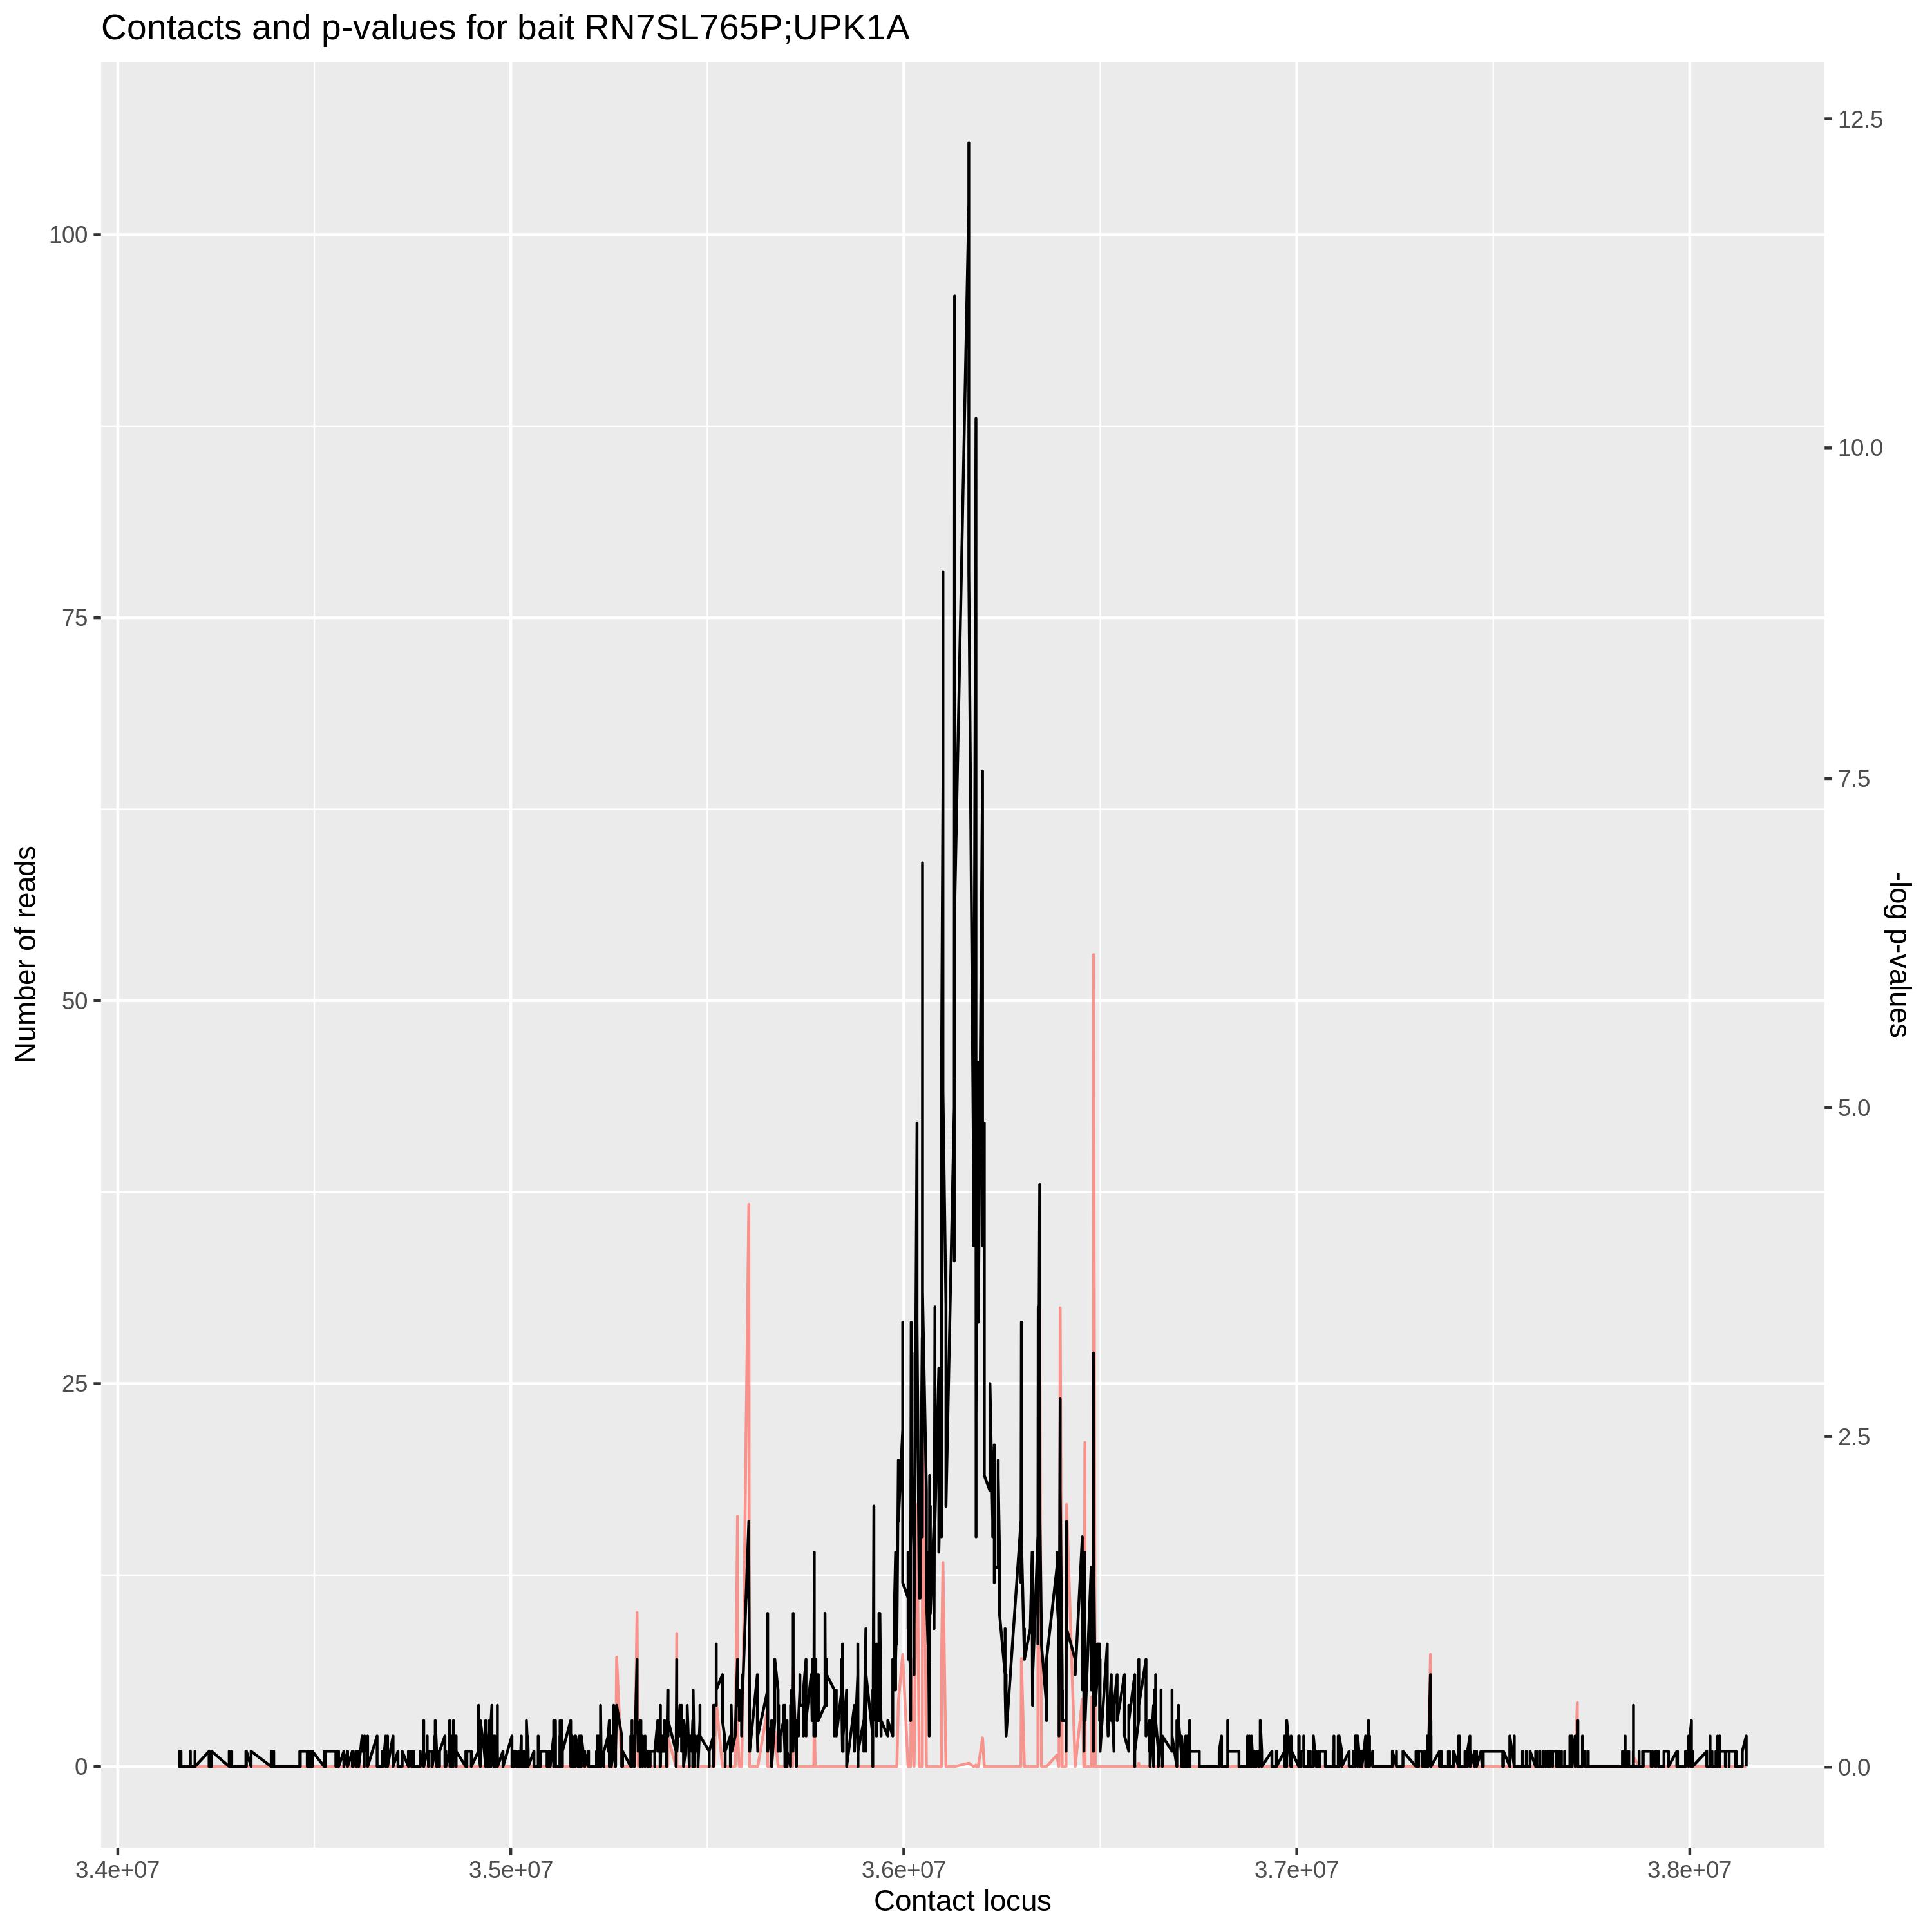 Contacts and p-values for bait RN7SL765P;UPK1A
12.5
100
10.0
75
7.5
Number of reads
-log p-values
50
5.0
25
2.5
0
0.0
3.4e+07
3.5e+07
3.6e+07
3.7e+07
3.8e+07
Contact locus